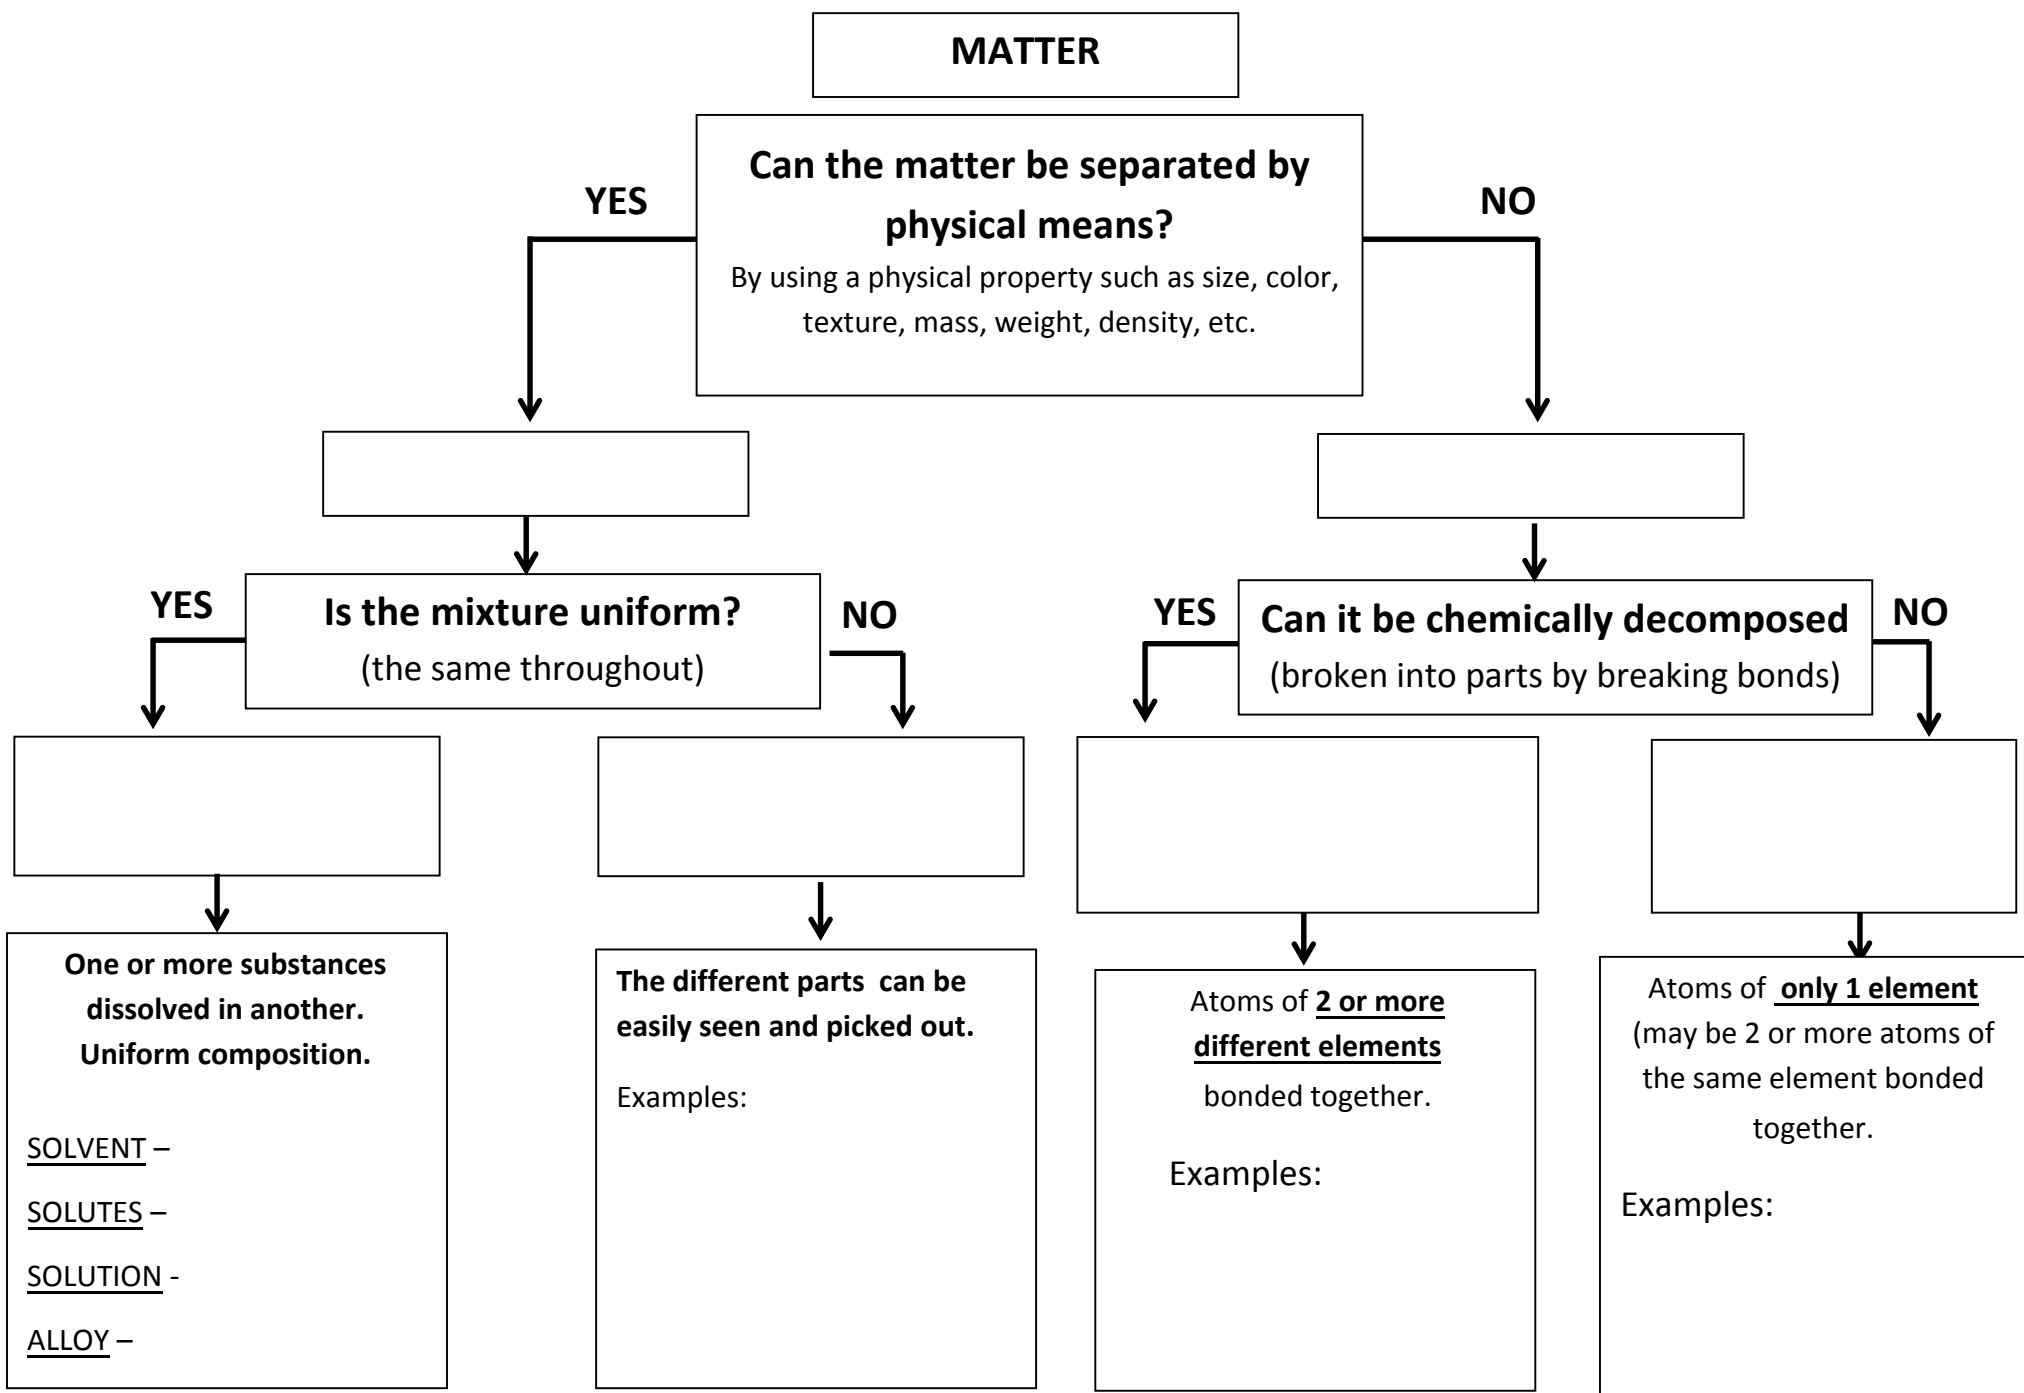 MATTER
Can the matter be separated by
physical means?
By using a physical property such as size, color,
texture, mass, weight, density, etc.
YES
NO
YES
Is the mixture uniform?
(the same throughout)
NO
YES
Can it be chemically decomposed
(broken into parts by breaking bonds)
NO
One or more substances
dissolved in another.
Uniform composition.
SOLVENT –
SOLUTES –
SOLUTION -
ALLOY –
The different parts can be
easily seen and picked out.
Examples:
Atoms of 2 or more
different elements
bonded together.
Examples:
Atoms of only 1 element
(may be 2 or more atoms of
the same element bonded
together.
Examples: